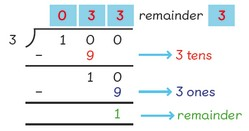 0 3 3 remainder 3
3 1 0 0
- 9 → 3 tens
1 0
- 9 → 3 ones
1 → remainder